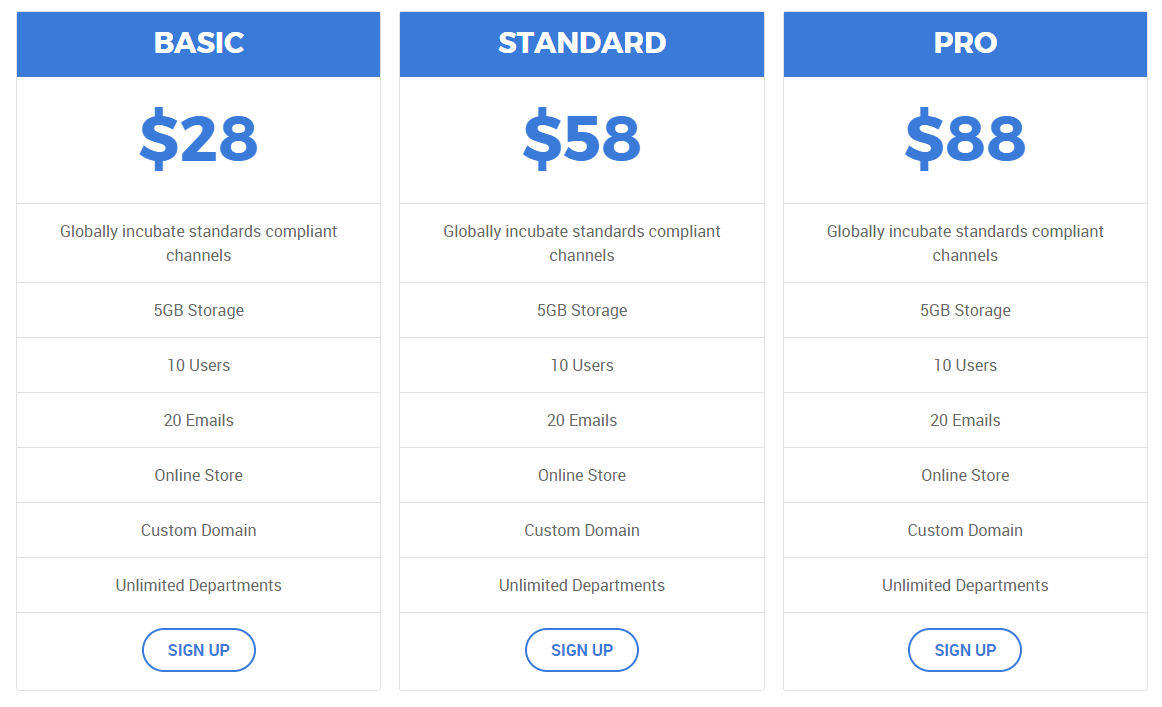 BASIC
$28
Globally incubate standards compliant
channels
5GB Storage
10 Users
20 Emails
Online Store
Custom Domain
Unlimited Departments
SIGN UP
STANDARD
$58
Globally incubate standards compliant
channels
5GB Storage
10 Users
20 Emails
Online Store
Custom Domain
Unlimited Departments
SIGN UP
PRO
$88
Globally incubate standards compliant
channels
5GB Storage
10 Users
20 Emails
Online Store
Custom Domain
Unlimited Departments
SIGN UP